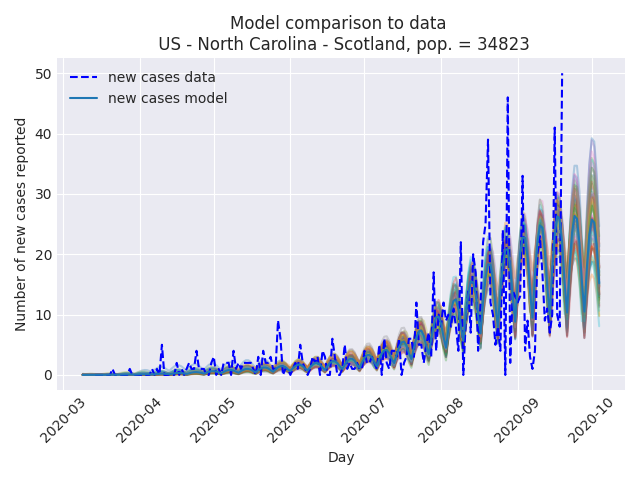 Model comparison to data
US - North Carolina - Scotland, pop. = 34823
new cases data
new cases model
Number of new cases reported
50
40
30
20
10
0
2020-03
2020-04
2020-05
2020-06
2020-07
2020-08
2020-09
2020-10
Day